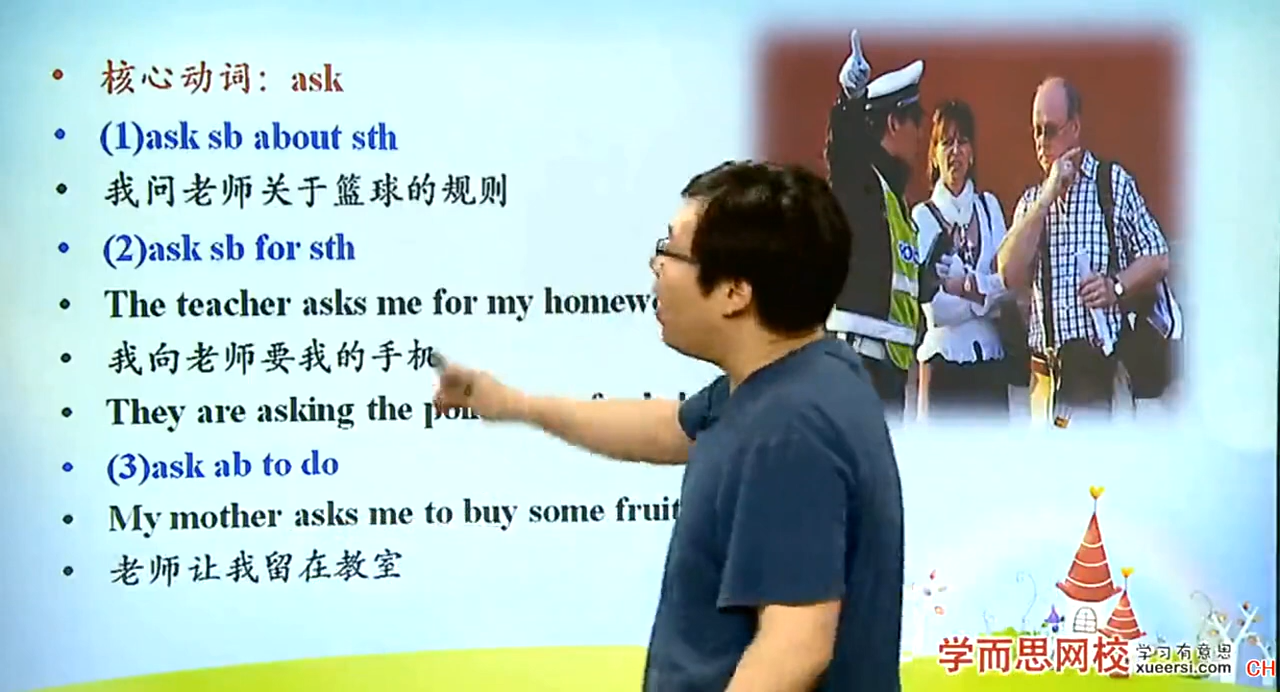 核心动词：ask
(1)ask sb about sth
我问老师关于篮球的规则
(2)ask sb for sth
The teacher asks me for my
我向老师要我的手机
They are asking the
(3)ask ab to do
My mother asks me to buy some fruit
老师让我留在教室
学而思网校
学习有意思
xueersi.com
CH